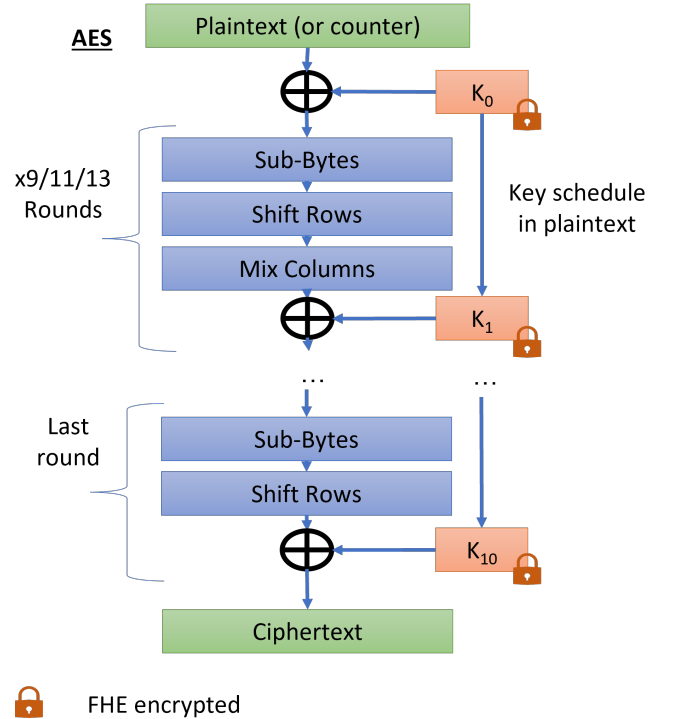 AES
Plaintext (or counter)
K0
x9/11/13
Rounds
Sub-Bytes
Shift Rows
Mix Columns
Key schedule
in plaintext
K1
...
...
Last
round
Sub-Bytes
Shift Rows
K10
Ciphertext
FHE encrypted